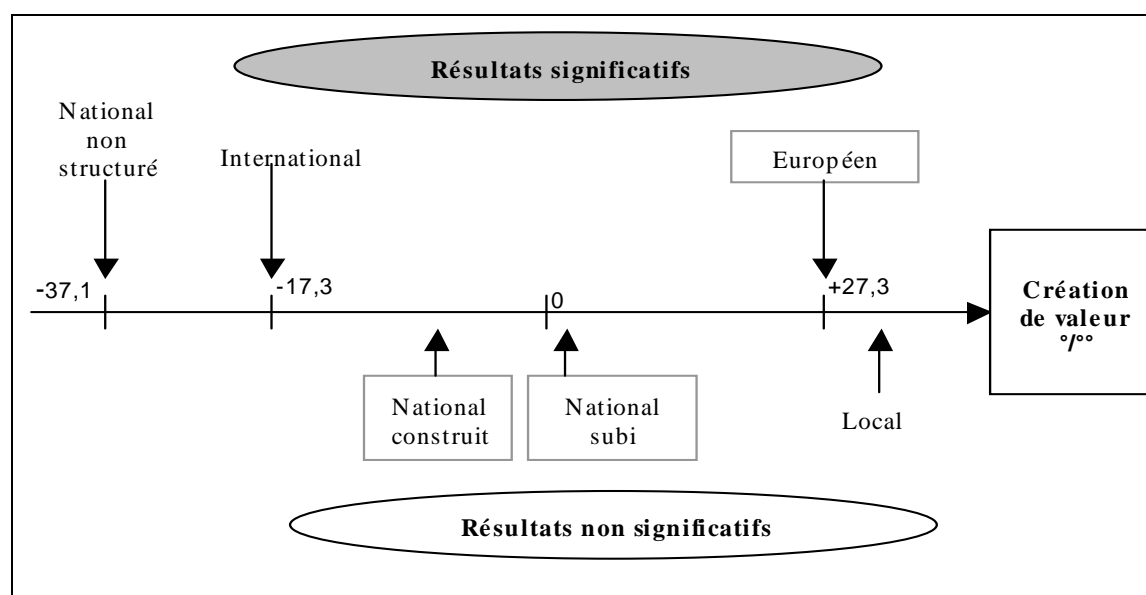 Résultats significatifs
National
non
structuré
International
Européen
-37,1
-17,3
0
+27,3
Création
de valeur
°/°°
National
construit
National
subi
Local
Résultats non significatifs